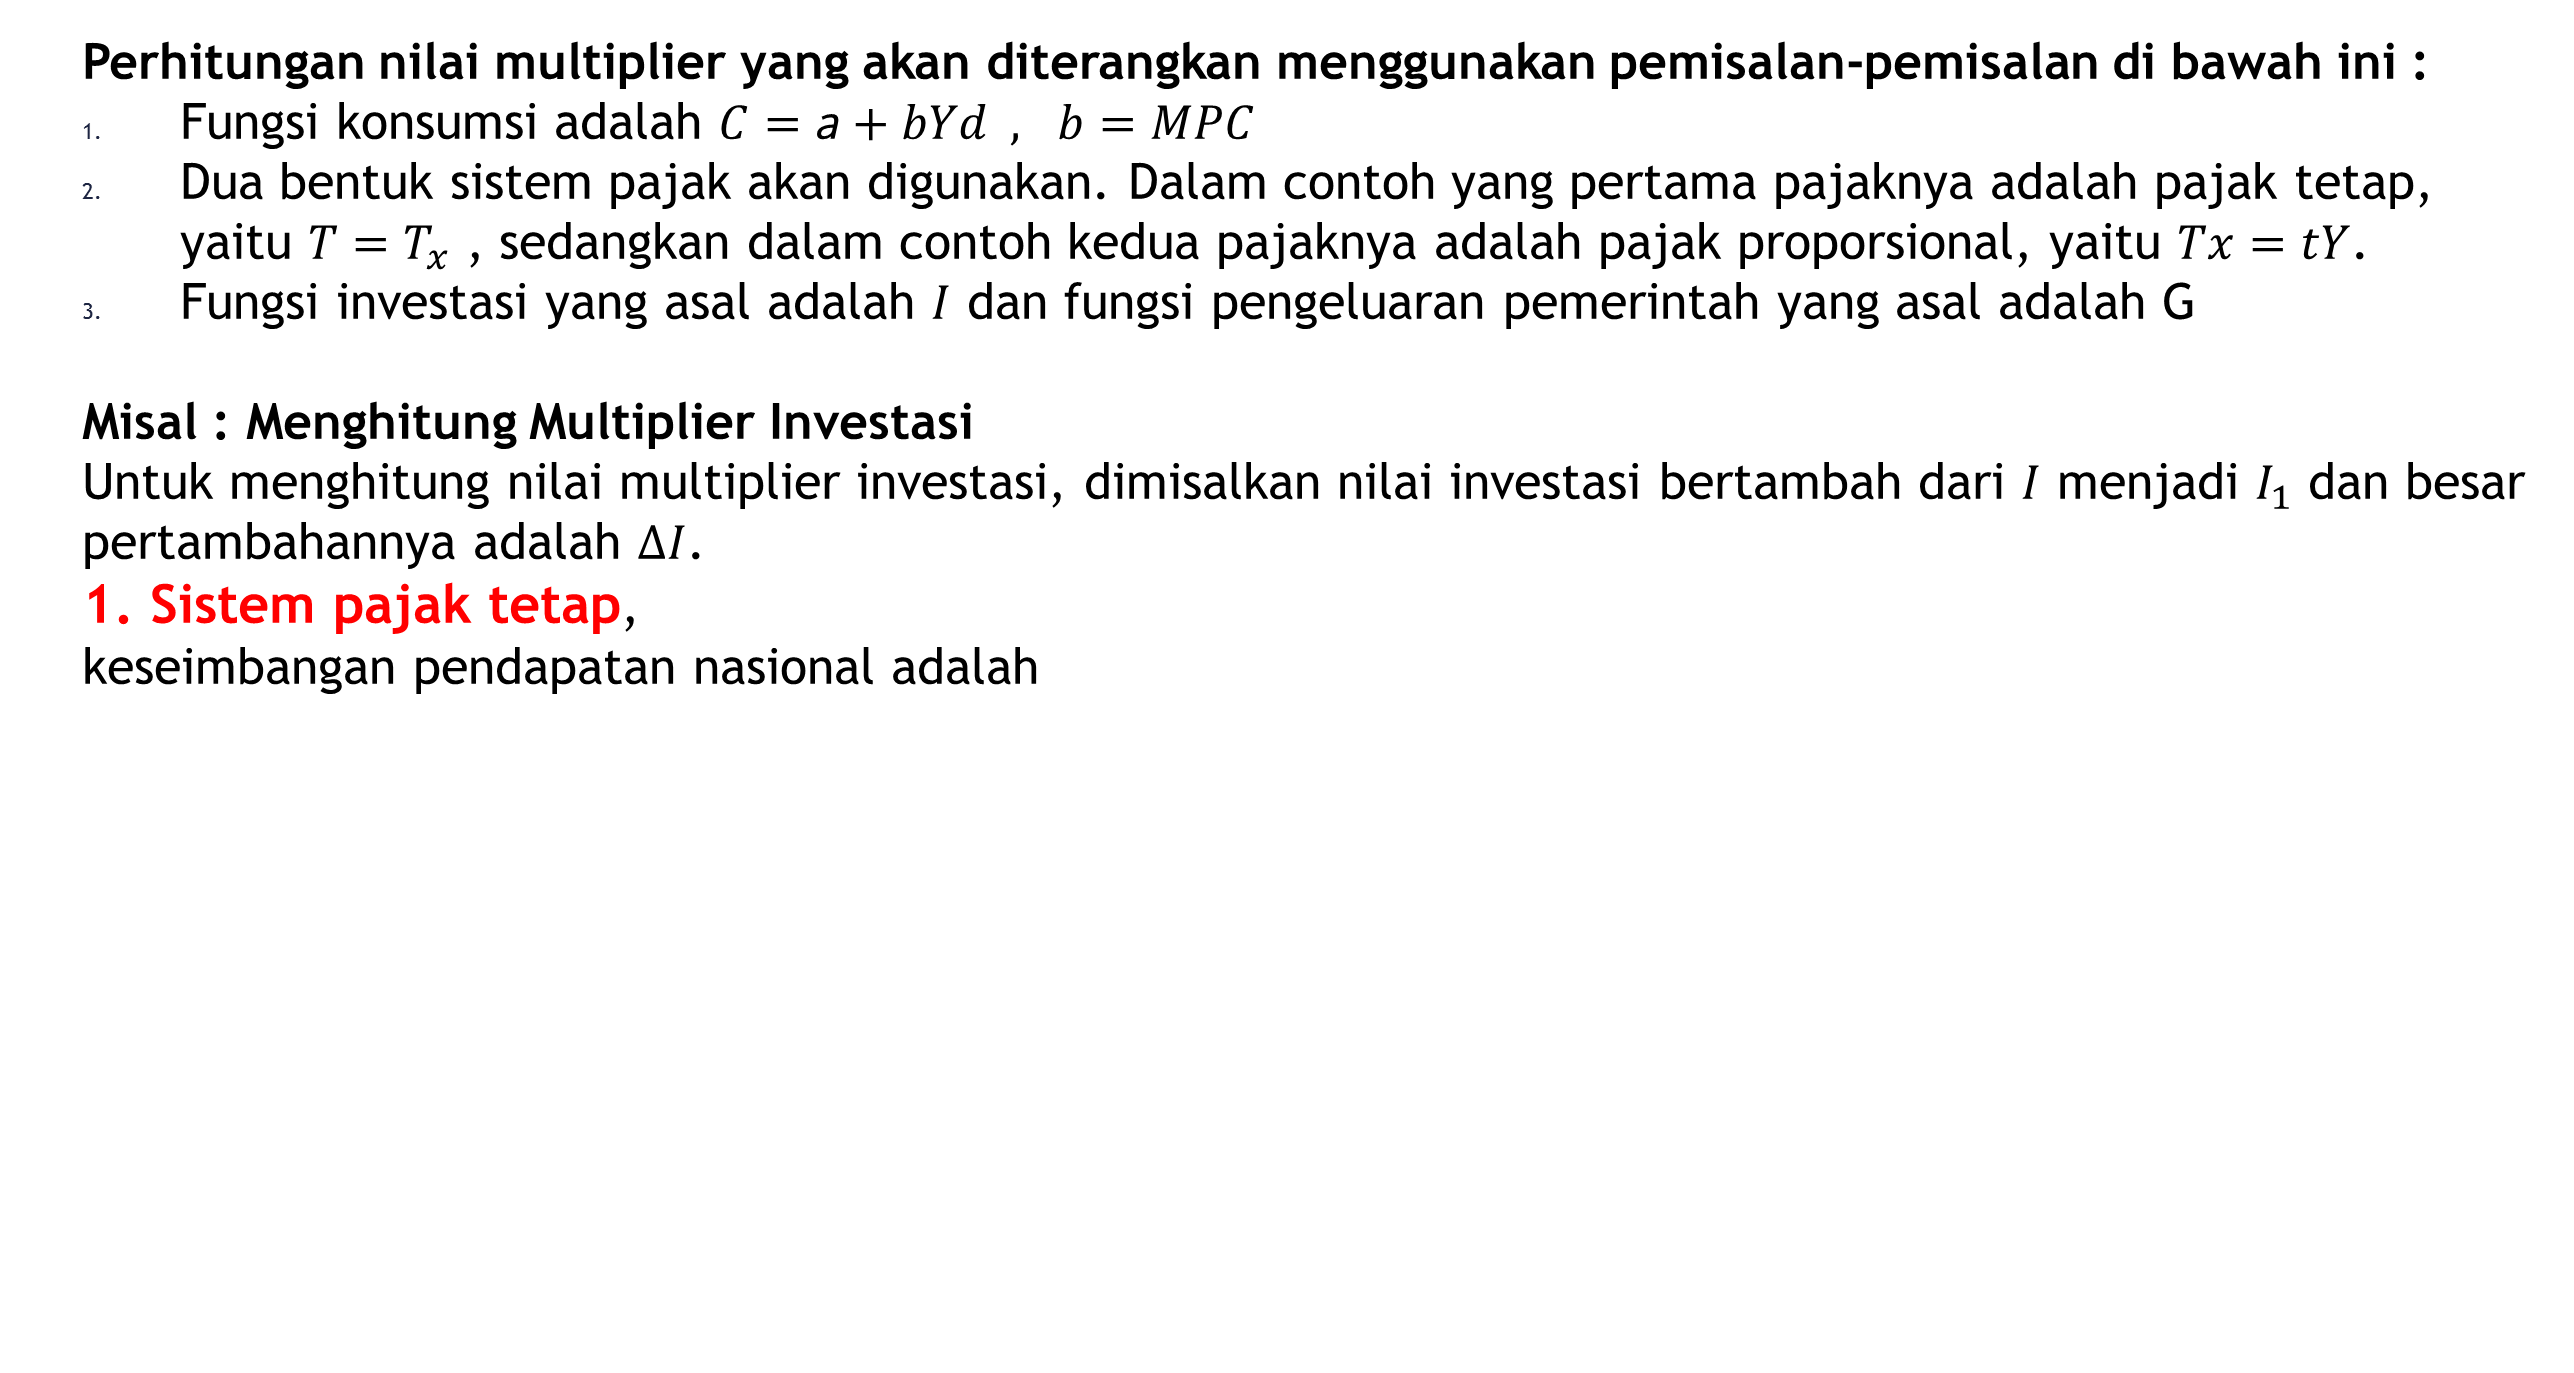 Perhitungan nilai multiplier yang akan diterangkan menggunakan pemisalan-pemisalan di bawah ini :
1. Fungsi konsumsi adalah C = a + bYd , b = MPC
2. Dua bentuk sistem pajak akan digunakan. Dalam contoh yang pertama pajaknya adalah pajak tetap,
yaitu T = Tₓ , sedangkan dalam contoh kedua pajaknya adalah pajak proporsional, yaitu Tx = tY.
3. Fungsi investasi yang asal adalah I dan fungsi pengeluaran pemerintah yang asal adalah G
Misal : Menghitung Multiplier Investasi
Untuk menghitung nilai multiplier investasi, dimisalkan nilai investasi bertambah dari I menjadi I₁ dan besar
pertambahannya adalah ΔI.
1. Sistem pajak tetap,
keseimbangan pendapatan nasional adalah